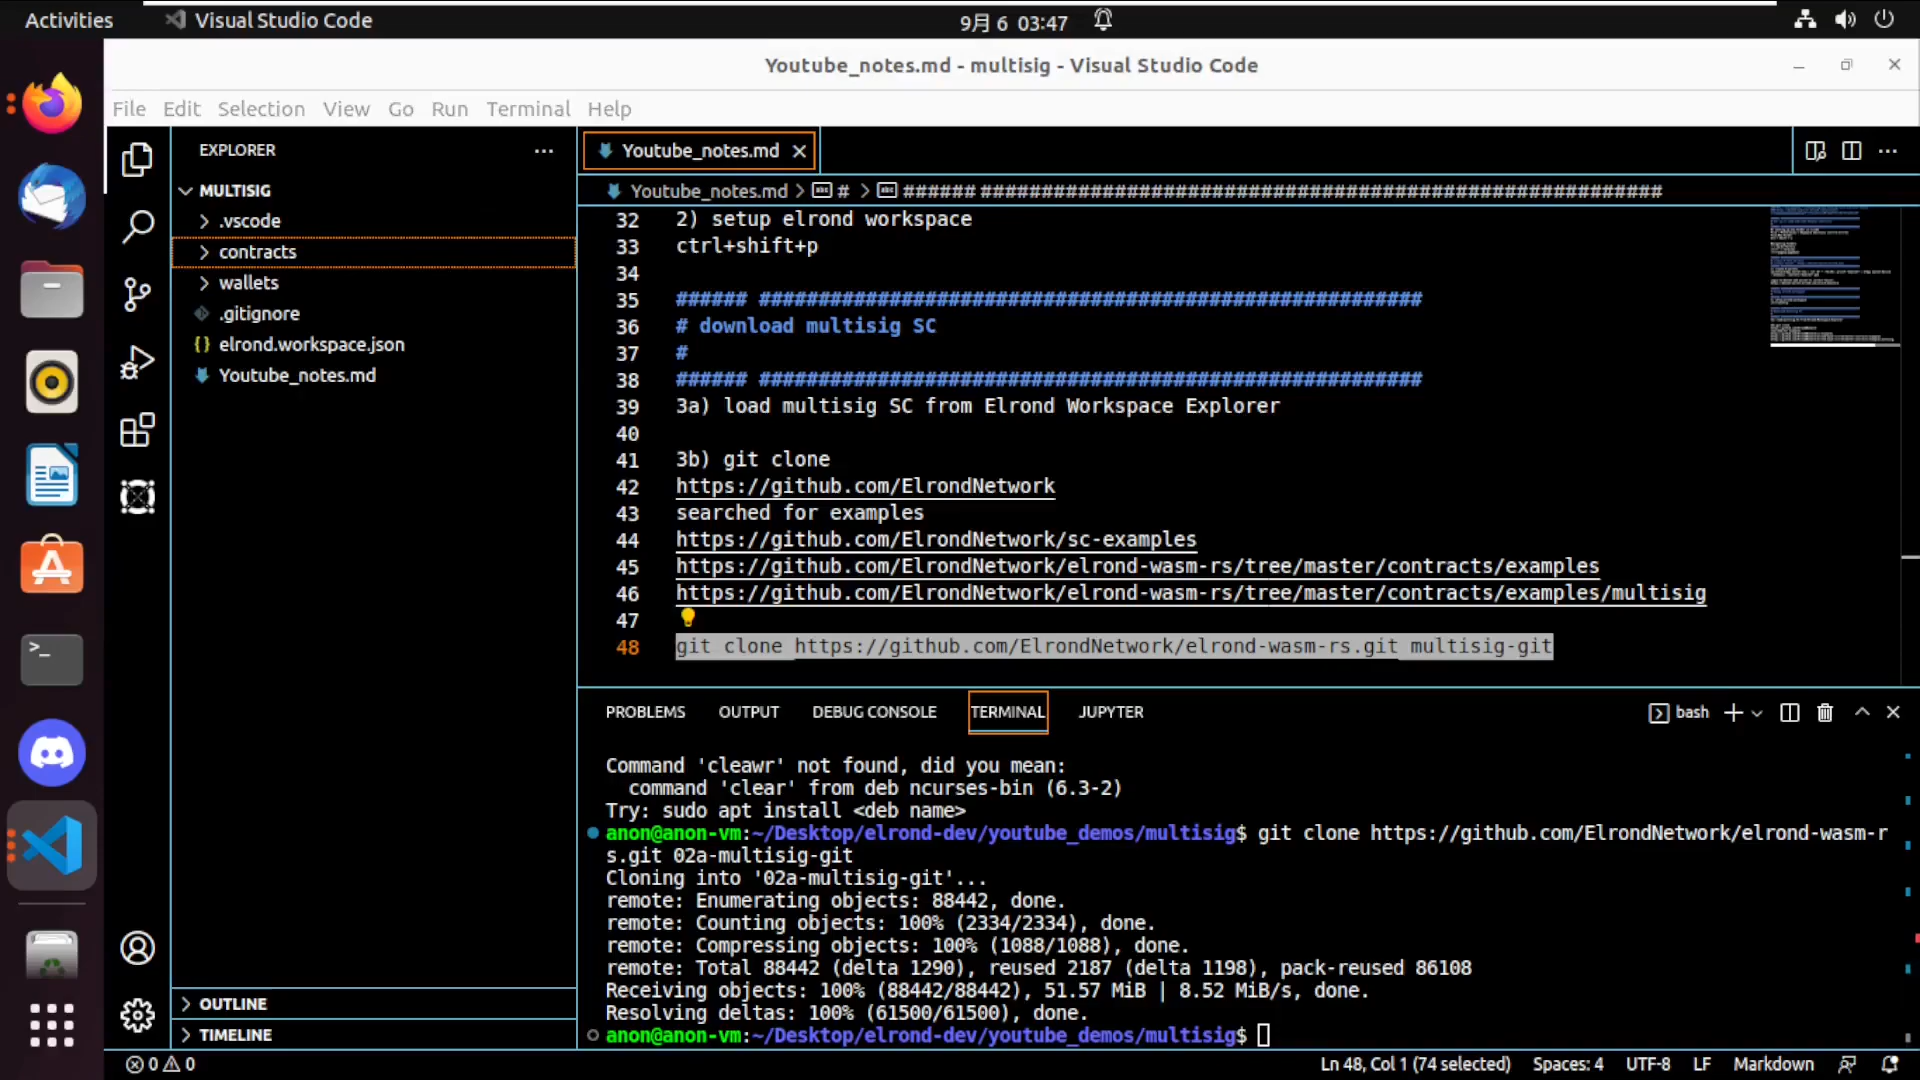 Activities
Visual Studio Code
9月 6 03:47
Youtube_notes.md - multisig - Visual Studio Code
File Edit Selection View Go Run Terminal Help
EXPLORER
MULTISIG
.vscode
contracts
wallets
.gitignore
{} elrond.workspace.json
Youtube_notes.md
OUTLINE
TIMELINE
Youtube_notes.md
Youtube_notes.md > # > ###### ########################################################
32 2) setup elrond workspace
33 ctrl+shift+p
34
35 ###### ########################################################
36 # download multisig SC
37 #
38 ###### ########################################################
39 3a) load multisig SC from Elrond Workspace Explorer
40
41 3b) git clone
42 https://github.com/ElrondNetwork
43 searched for examples
44 https://github.com/ElrondNetwork/sc-examples
45 https://github.com/ElrondNetwork/elrond-wasm-rs/tree/master/contracts/examples
46 https://github.com/ElrondNetwork/elrond-wasm-rs/tree/master/contracts/examples/multisig
47
48 git clone https://github.com/ElrondNetwork/elrond-wasm-rs.git multisig-git
PROBLEMS OUTPUT DEBUG CONSOLE TERMINAL JUPYTER
bash
Command 'cleawr' not found, did you mean:
command 'clear' from deb ncurses-bin (6.3-2)
Try: sudo apt install <deb name>
anon@anon-vm:~/Desktop/elrond-dev/youtube_demos/multisig$ git clone https://github.com/ElrondNetwork/elrond-wasm-r
s.git 02a-multisig-git
Cloning into '02a-multisig-git'...
remote: Enumerating objects: 88442, done.
remote: Counting objects: 100% (2334/2334), done.
remote: Compressing objects: 100% (1088/1088), done.
remote: Total 88442 (delta 1290), reused 2187 (delta 1198), pack-reused 86108
Receiving objects: 100% (88442/88442), 51.57 MiB | 8.52 MiB/s, done.
Resolving deltas: 100% (61500/61500), done.
anon@anon-vm:~/Desktop/elrond-dev/youtube_demos/multisig$
0 0
Ln 48, Col 1 (74 selected) Spaces: 4 UTF-8 LF Markdown